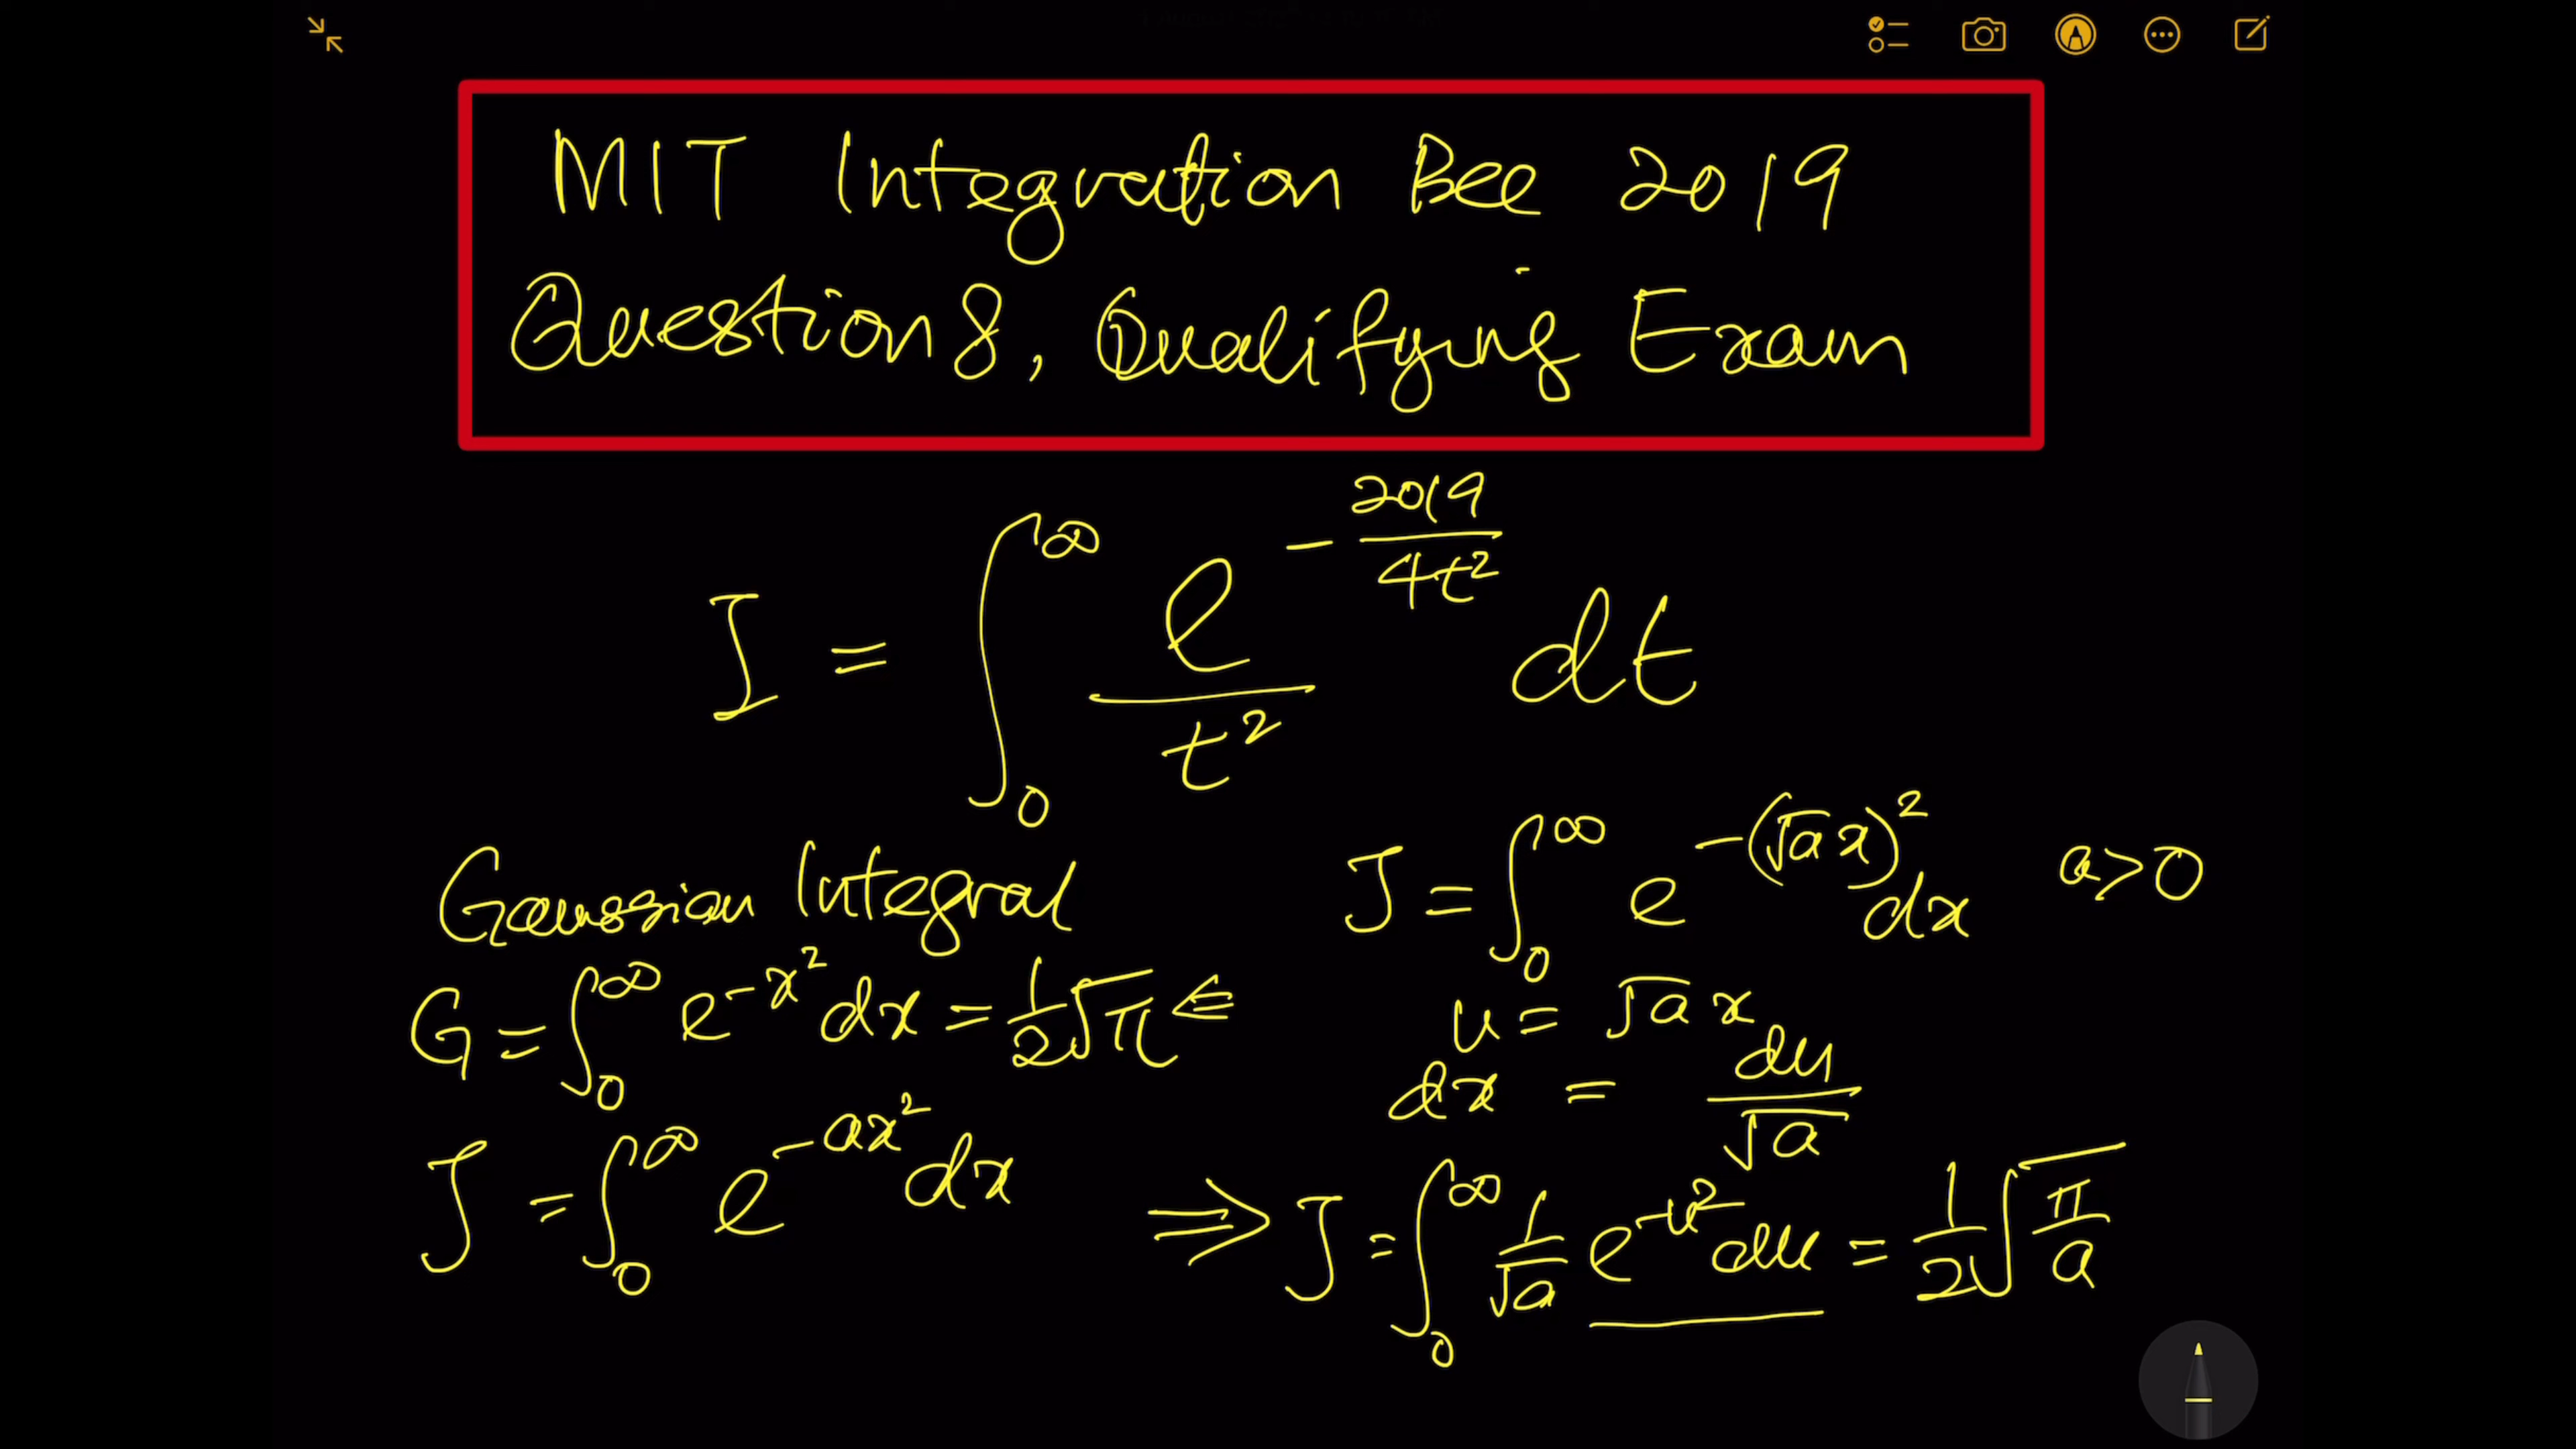 MIT Integration Bee 2019
Question 8, Qualifying Exam
I = ∫₀^∞ e^(-2019/4t²) / t² dt
Gaussian Integral
G = ∫₀^∞ e^(-x²) dx = 1/2 √π ⇐
J = ∫₀^∞ e^(-ax²) dx
J = ∫₀^∞ e^(-(√a x)²) dx a > 0
u = √a x
dx = du/√a
⇒ J = ∫₀^∞ 1/√a e^(-u²) du = 1/2 √(π/a)